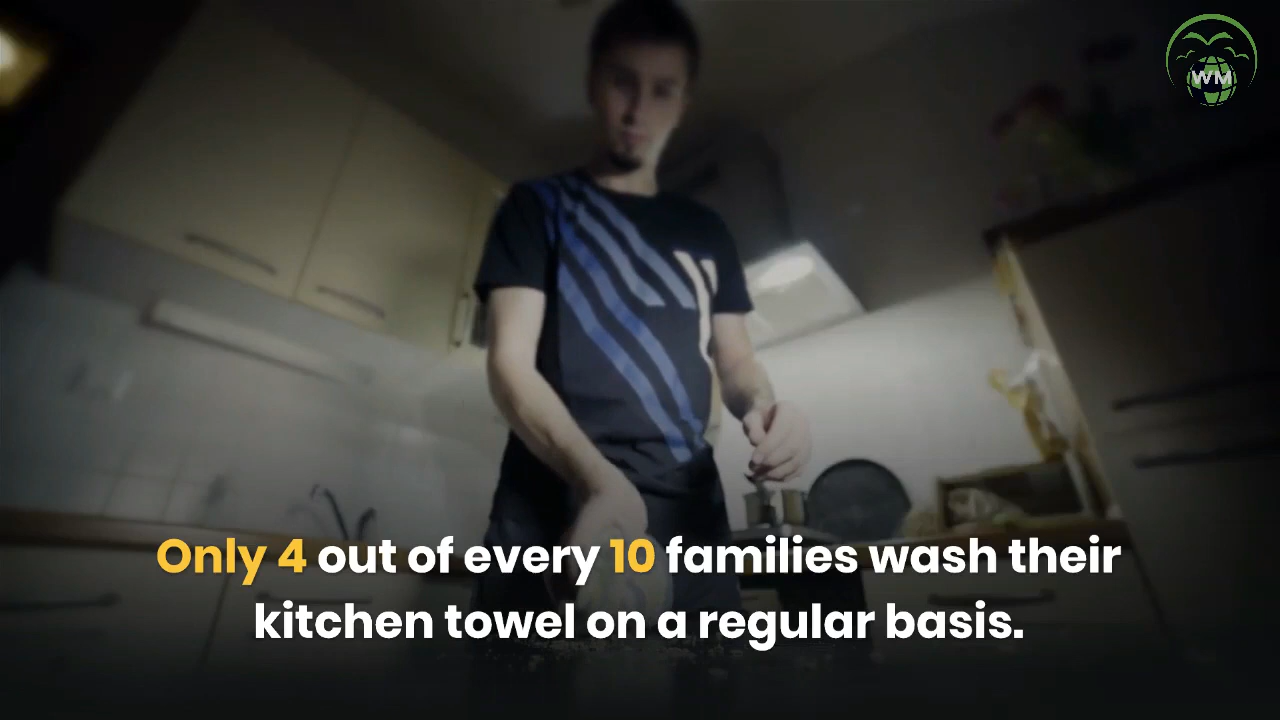 WM
Only 4 out of every 10 families wash their
kitchen towel on a regular basis.